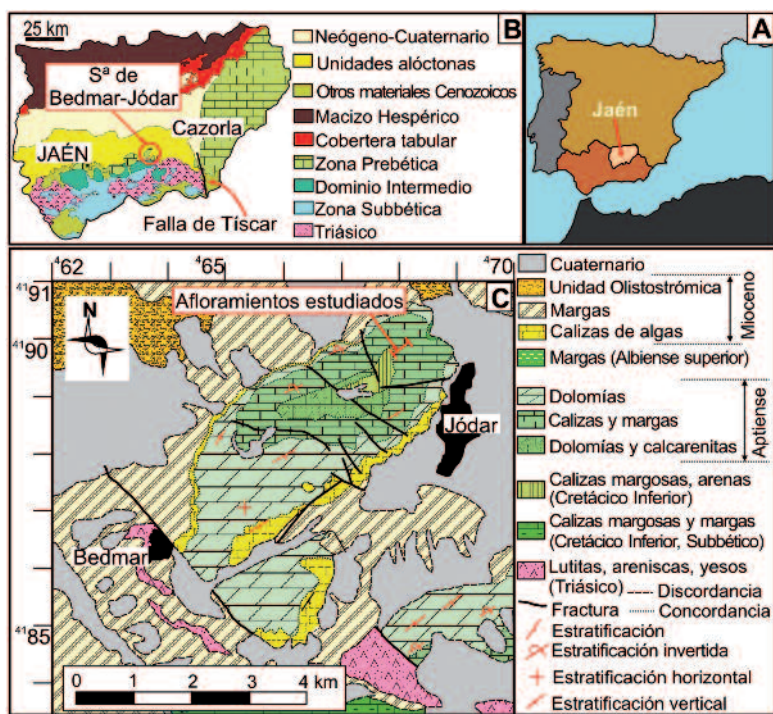 25 km
B
Sª de
Bedmar-Jódar
Cazorla
JAÉN
Falla de Tíscar
Neógeno-Cuaternario
Unidades alóctonas
Otros materiales Cenozoicos
Macizo Hespérico
Cobertera tabular
Zona Prebética
Dominio Intermedio
Zona Subbética
Triásico
A
Jaén
⁴62
⁴65
⁴70
⁴¹91
⁴¹90
⁴¹85
C
N
Afloramientos estudiados
Jódar
Bedmar
0 1 2 3 4 km
Cuaternario
Unidad Olistostrómica
Margas
Calizas de algas
Mioceno
Margas (Albiense superior)
Dolomías
Calizas y margas
Dolomías y calcarenitas
Aptiense
Calizas margosas, arenas
(Cretácico Inferior)
Calizas margosas y margas
(Cretácico Inferior, Subbético)
Lutitas, areniscas, yesos
(Triásico)
Discordancia
Fractura
Concordancia
Estratificación
Estratificación invertida
Estratificación horizontal
Estratificación vertical